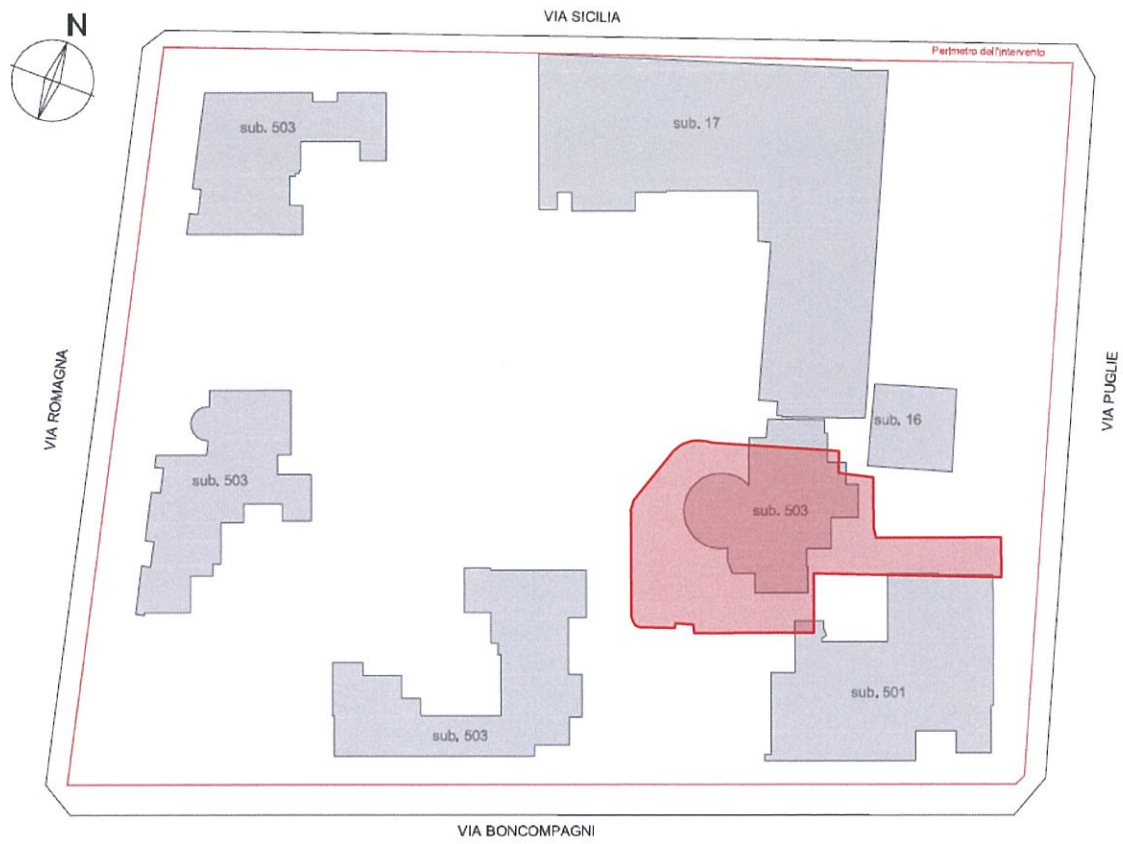 VIA SICILIA
N
Perimetro dell'intervento
sub. 503
sub. 17
VIA ROMAGNA
VIA PUGLIE
sub. 16
sub. 503
sub. 503
sub. 501
sub. 503
VIA BONCOMPAGNI